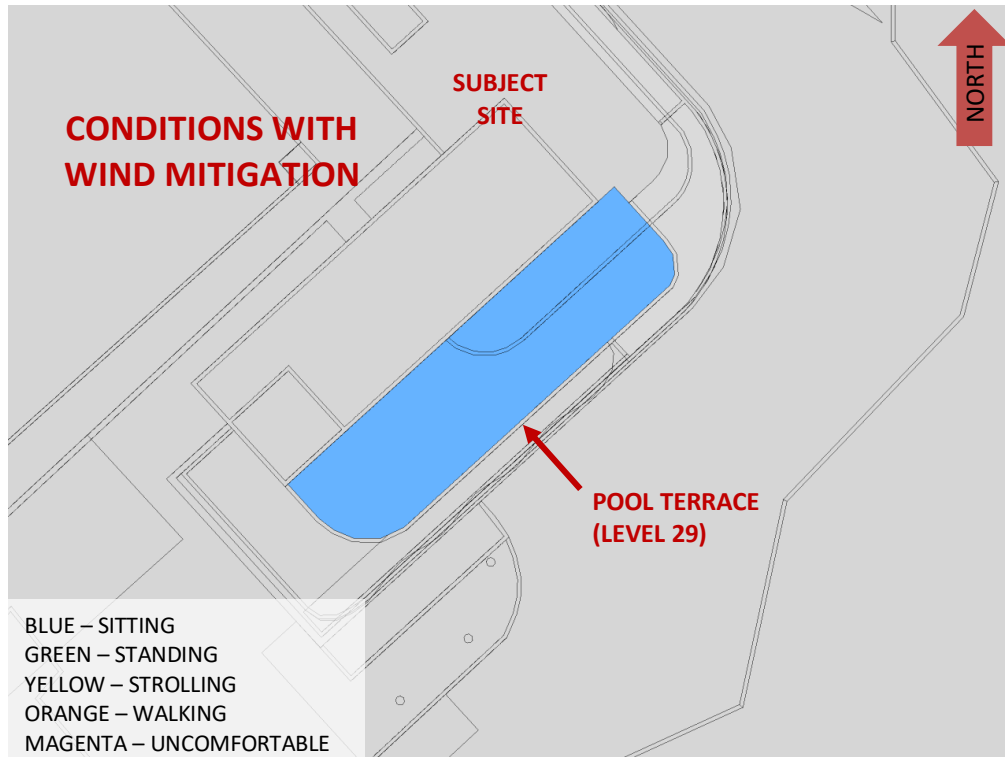 NORTH
SUBJECT
SITE
CONDITIONS WITH
WIND MITIGATION
POOL TERRACE
(LEVEL 29)
BLUE – SITTING
GREEN – STANDING
YELLOW – STROLLING
ORANGE – WALKING
MAGENTA – UNCOMFORTABLE